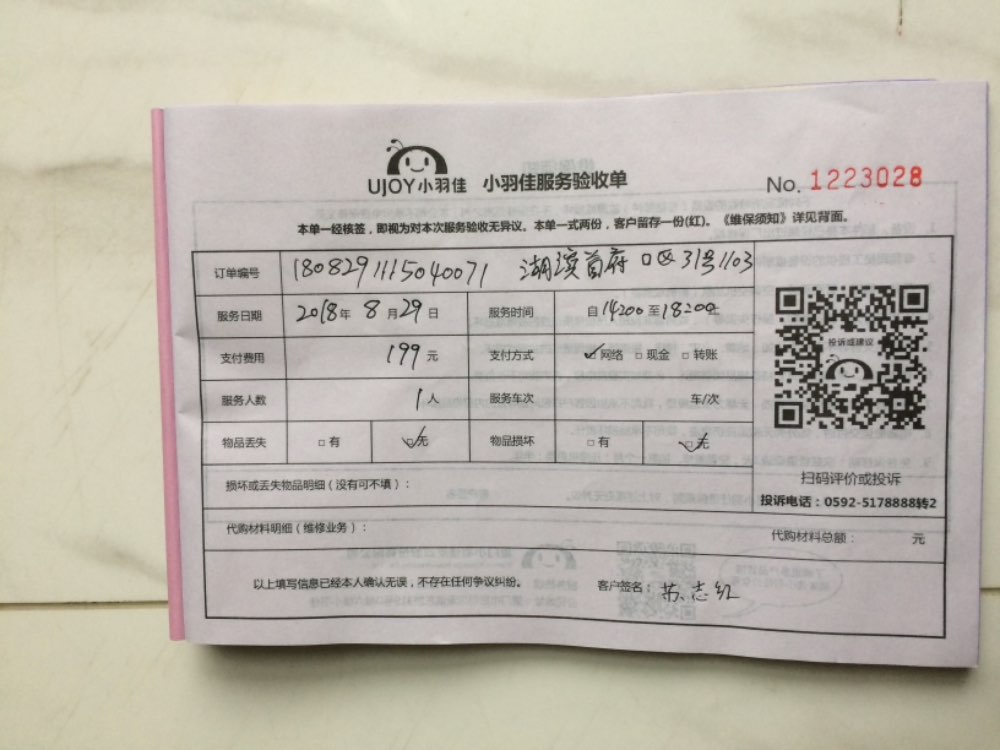 UJOY小羽佳 小羽佳服务验收单
No. 1223028
本单一经核签，即视为对本次服务验收无异议。本单一式两份，客户留存一份(红)。《维保须知》详见背面。
订单编号 1808291115040071 湖滨首府 D区31号1103
服务日期 2018年 8月29日 服务时间 自14:00至18:00止
投诉或建议
支付费用 199元 支付方式 ☑网络 □现金 □转账
服务人数 1人 服务车次 车/次
物品丢失 □有 ☑无 物品损坏 □有 ☑无
扫码评价或投诉
损坏或丢失物品明细（没有可不填）：
投诉电话：0592-5178888转2
代购材料明细（维修业务）： 代购材料总额： 元
以上填写信息已经本人确认无误，不存在任何争议纠纷。 客户签名：苏志红